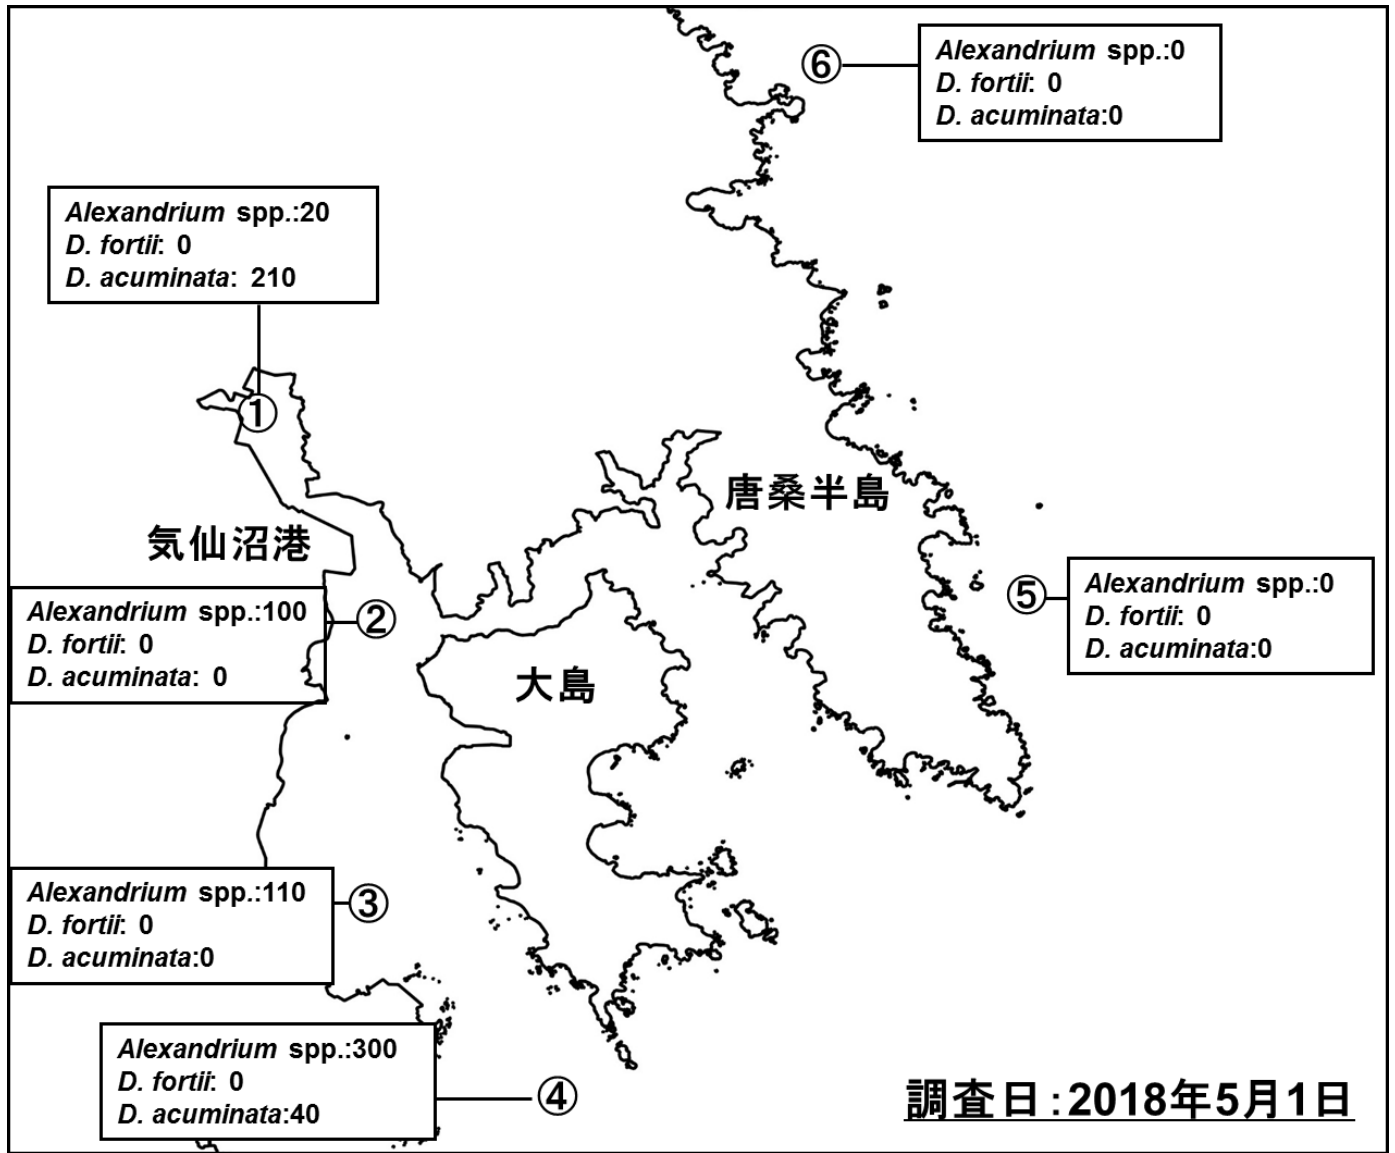 ⑥
Alexandrium spp.:0
D. fortii: 0
D. acuminata:0
Alexandrium spp.:20
D. fortii: 0
D. acuminata: 210
①
唐桑半島
気仙沼港
⑤
Alexandrium spp.:0
D. fortii: 0
D. acuminata:0
Alexandrium spp.:100
D. fortii: 0
D. acuminata: 0
②
大島
Alexandrium spp.:110
D. fortii: 0
D. acuminata:0
③
Alexandrium spp.:300
D. fortii: 0
D. acuminata:40
④
調査日:2018年5月1日